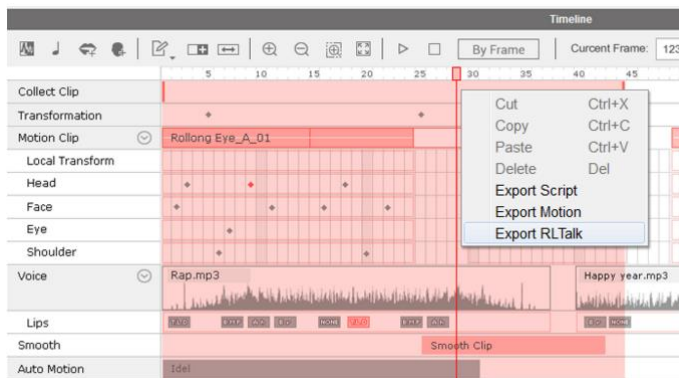 Timeline
By Frame
Curcent Frame: 123
5 10 15 20 25 30 35 40 45
Collect Clip
Transformation
Motion Clip
Rollong Eye_A_01
Local Transform
Head
Face
Eye
Shoulder
Voice
Rap.mp3
Happy year.mp3
Lips
NONE
NONE
Smooth
Smooth Clip
Auto Motion
Idel
Cut Ctrl+X
Copy Ctrl+C
Paste Ctrl+V
Delete Del
Export Script
Export Motion
Export RLTalk